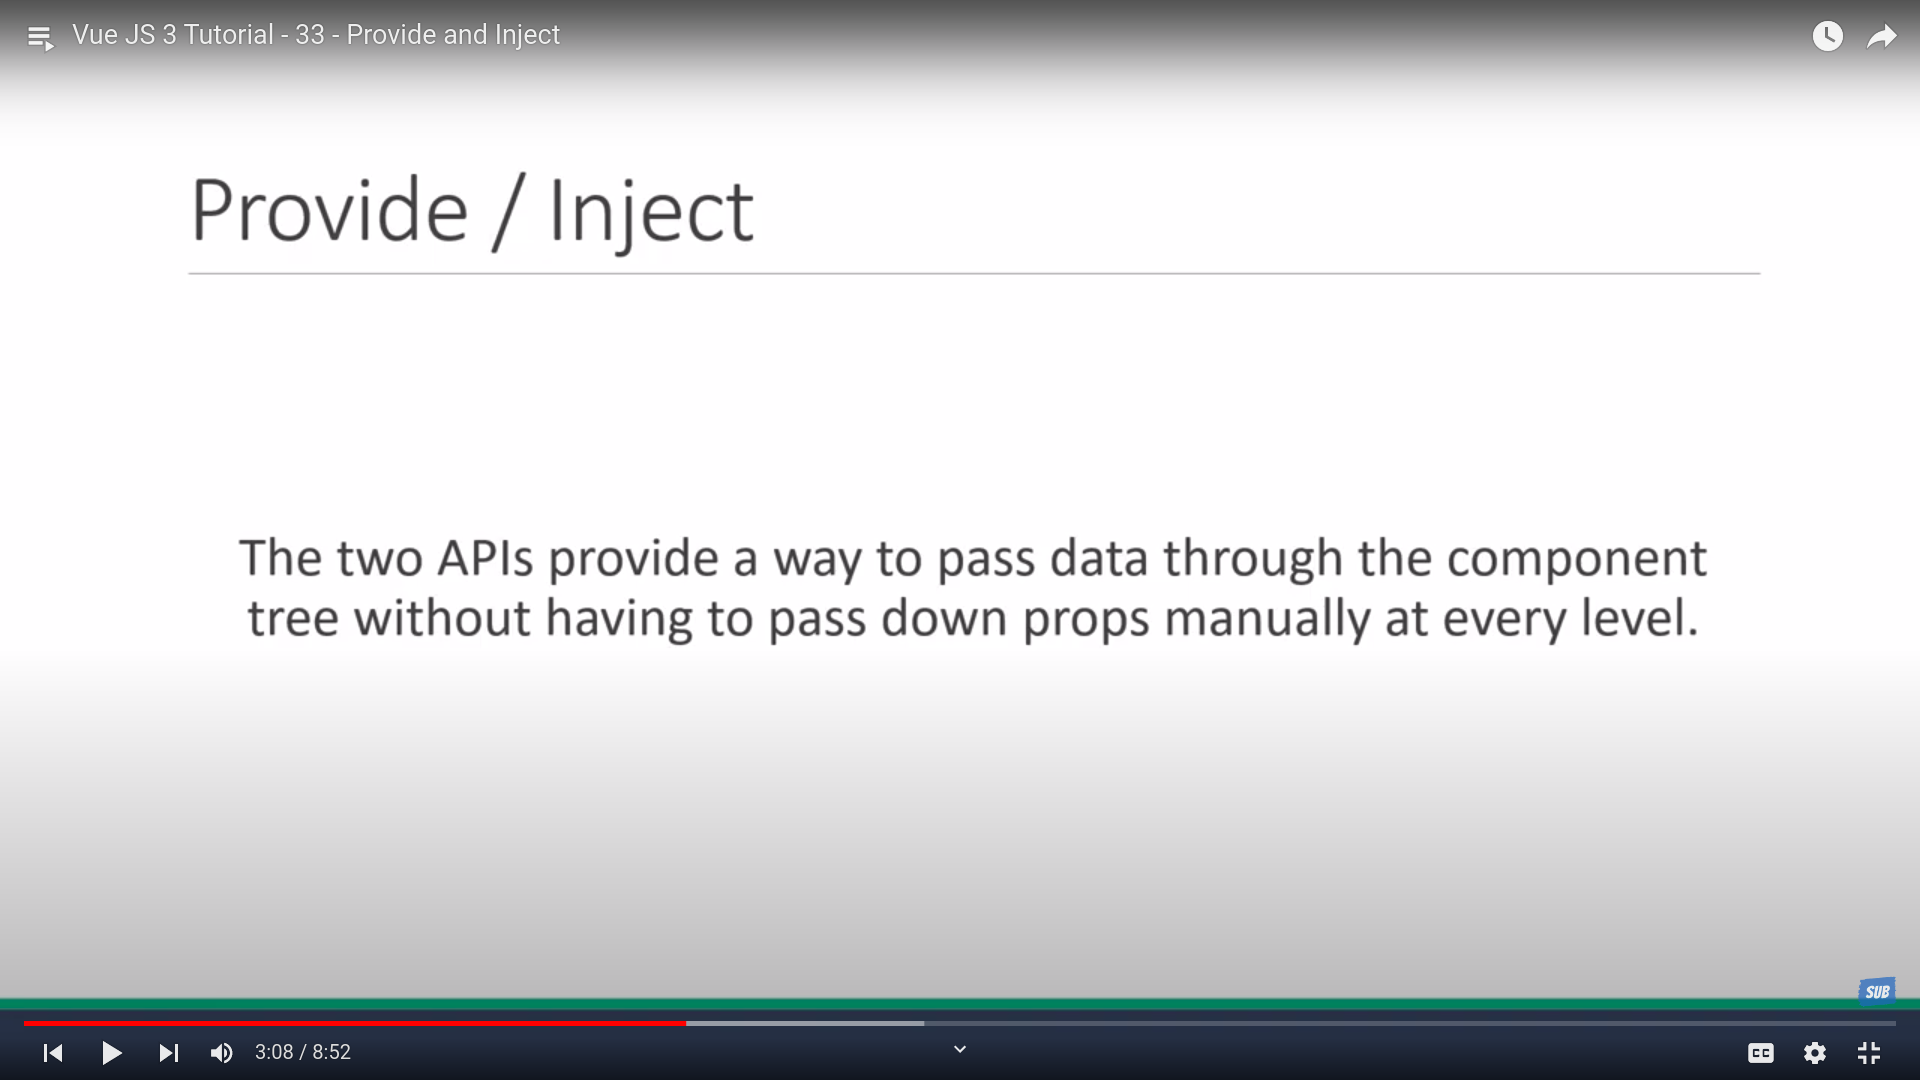 Vue JS 3 Tutorial - 33 - Provide and Inject
Provide / Inject
The two APIs provide a way to pass data through the component
tree without having to pass down props manually at every level.
SUB
3:08 / 8:52
CC